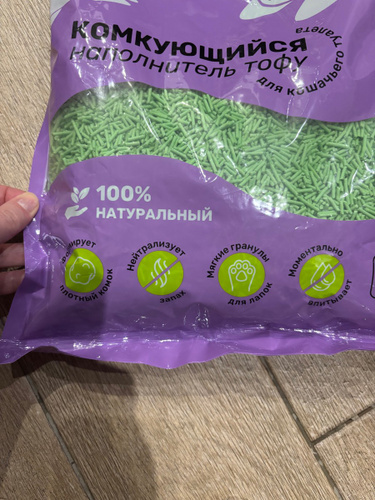 КОМКУЮЩИЙСЯ
наполнитель тофу
для кошачьего туалета
100%
НАТУРАЛЬНЫЙ
плотный комок
Нейтрализует
запах
Мягкие гранулы
для лапок
Моментально
впитывает